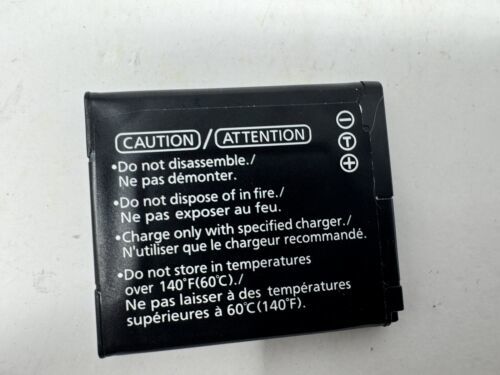 CAUTION / ATTENTION
•Do not disassemble./
Ne pas démonter.
•Do not dispose of in fire./
Ne pas exposer au feu.
•Charge only with specified charger./
N'utiliser que le chargeur recommandé.
•Do not store in temperatures
over 140°F(60℃)./
Ne pas laisser à des température
supérieures à 60℃(140°F).
⊖
Ⓣ
⊕